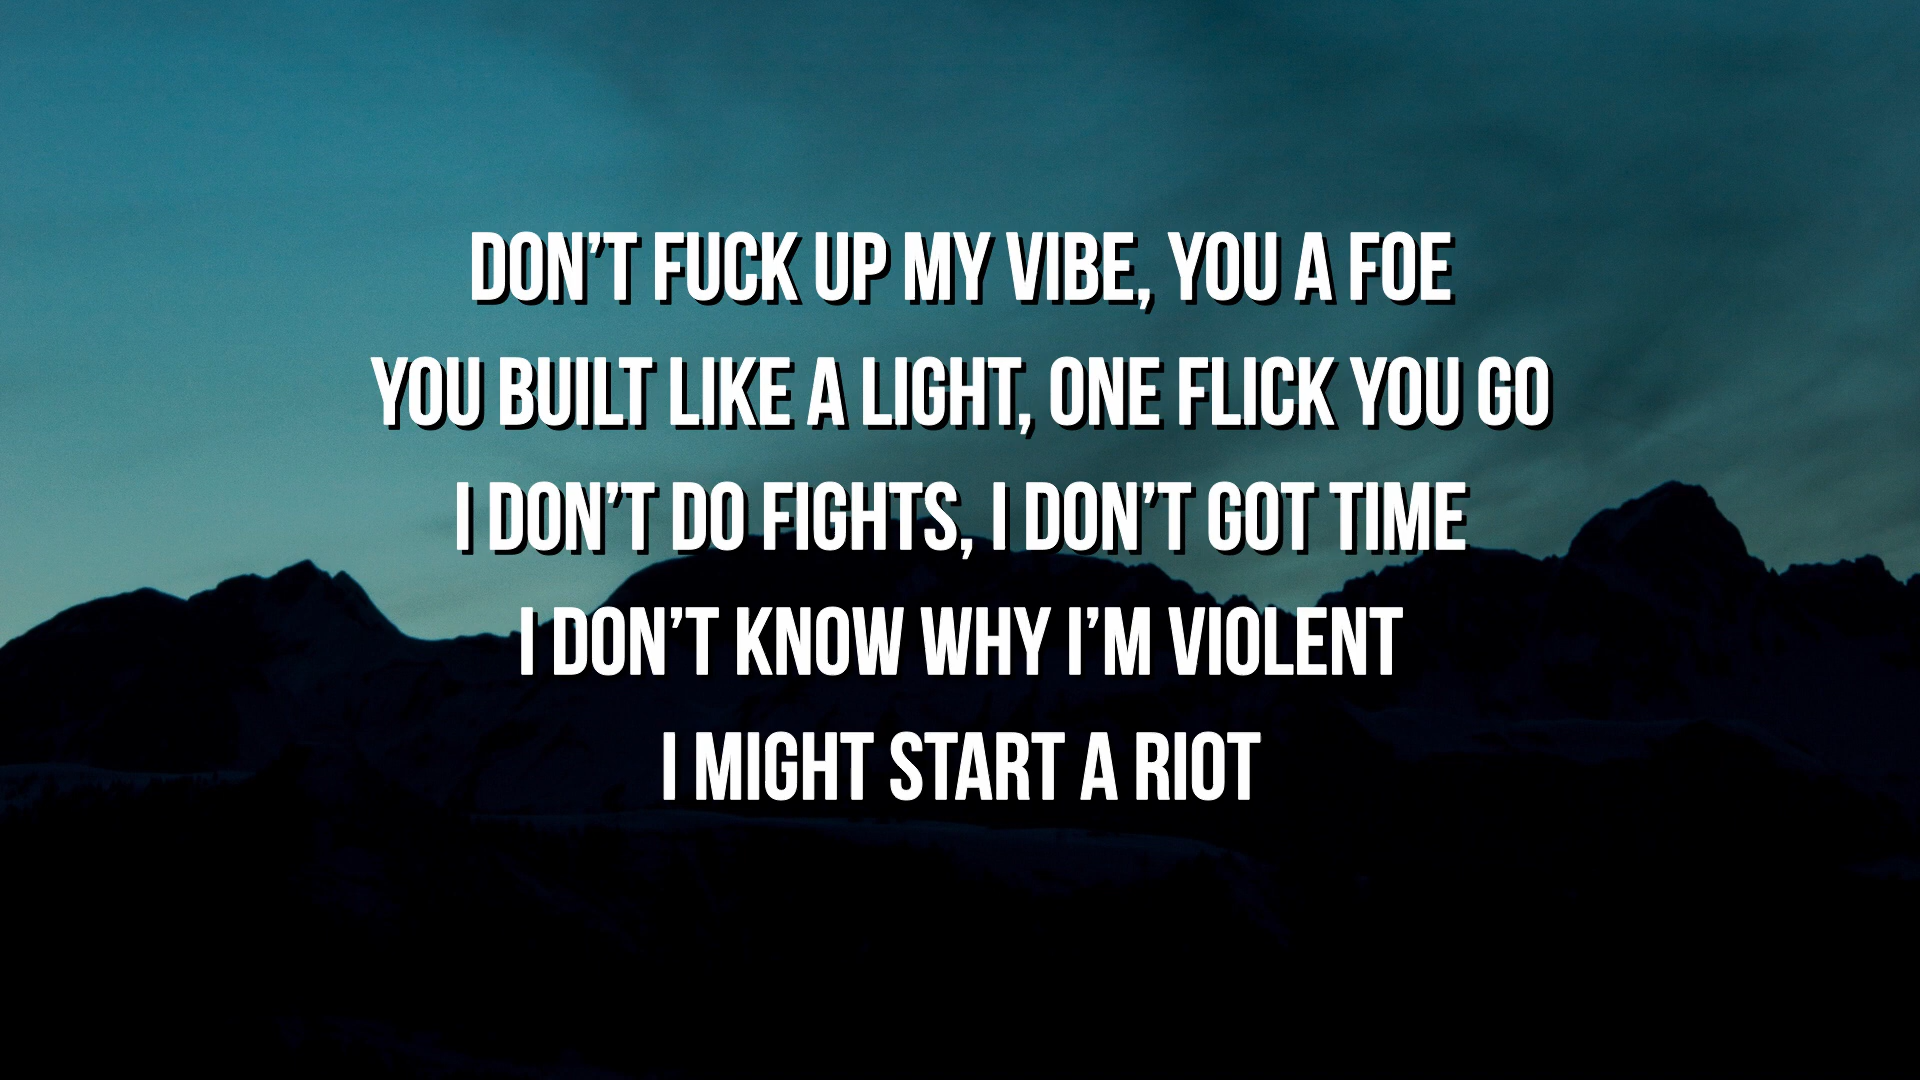 DON'T FUCK UP MY VIBE, YOU A FOE
YOU BUILT LIKE A LIGHT, ONE FLICK YOU GO
I DON'T DO FIGHTS, I DON'T GOT TIME
I DON'T KNOW WHY I'M VIOLENT
I MIGHT START A RIOT